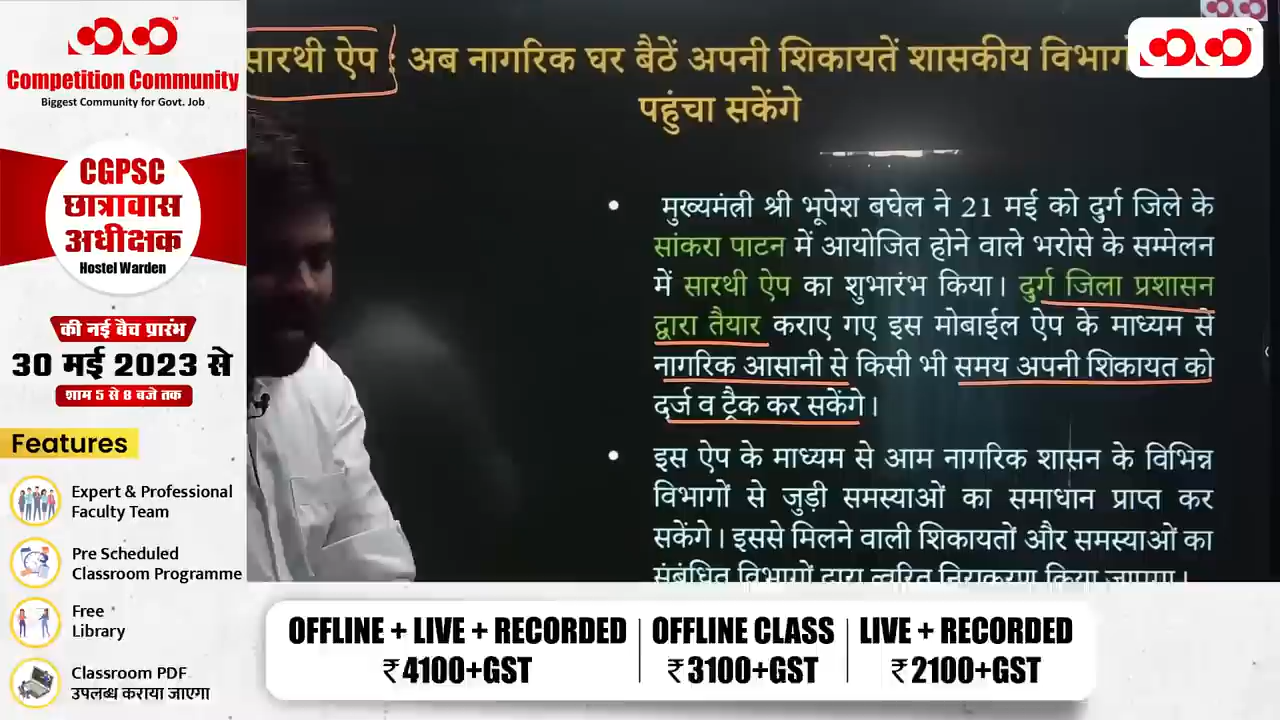 Competition Community
Biggest Community for Govt. Job
CGPSC
छात्रावास
अधीक्षक
Hostel Warden
की नई बैच प्रारंभ
30 मई 2023 से
शाम 5 से 8 बजे तक
Features
Expert & Professional
Faculty Team
Pre Scheduled
Classroom Programme
Free
Library
Classroom PDF
उपलब्ध कराया जाएगा
सारथी ऐप : अब नागरिक घर बैठें अपनी शिकायतें शासकीय
पहुंचा सकेंगे
• मुख्यमंत्री श्री भूपेश बघेल ने 21 मई को दुर्ग जिले के
सांकरा पाटन में आयोजित होने वाले भरोसे के सम्मेलन
में सारथी ऐप का शुभारंभ किया। दुर्ग जिला प्रशासन
द्वारा तैयार कराए गए इस मोबाईल ऐप के माध्यम से
नागरिक आसानी से किसी भी समय अपनी शिकायत को
दर्ज व ट्रैक कर सकेंगे।
• इस ऐप के माध्यम से आम नागरिक शासन के विभिन्न
विभागों से जुड़ी समस्याओं का समाधान प्राप्त कर
सकेंगे। इससे मिलने वाली शिकायतों और समस्याओं का
संबंधित विभागों द्वारा त्वरित निराकरण किया जाएगा।
OFFLINE + LIVE + RECORDED
₹4100+GST
OFFLINE CLASS
₹3100+GST
LIVE + RECORDED
₹2100+GST